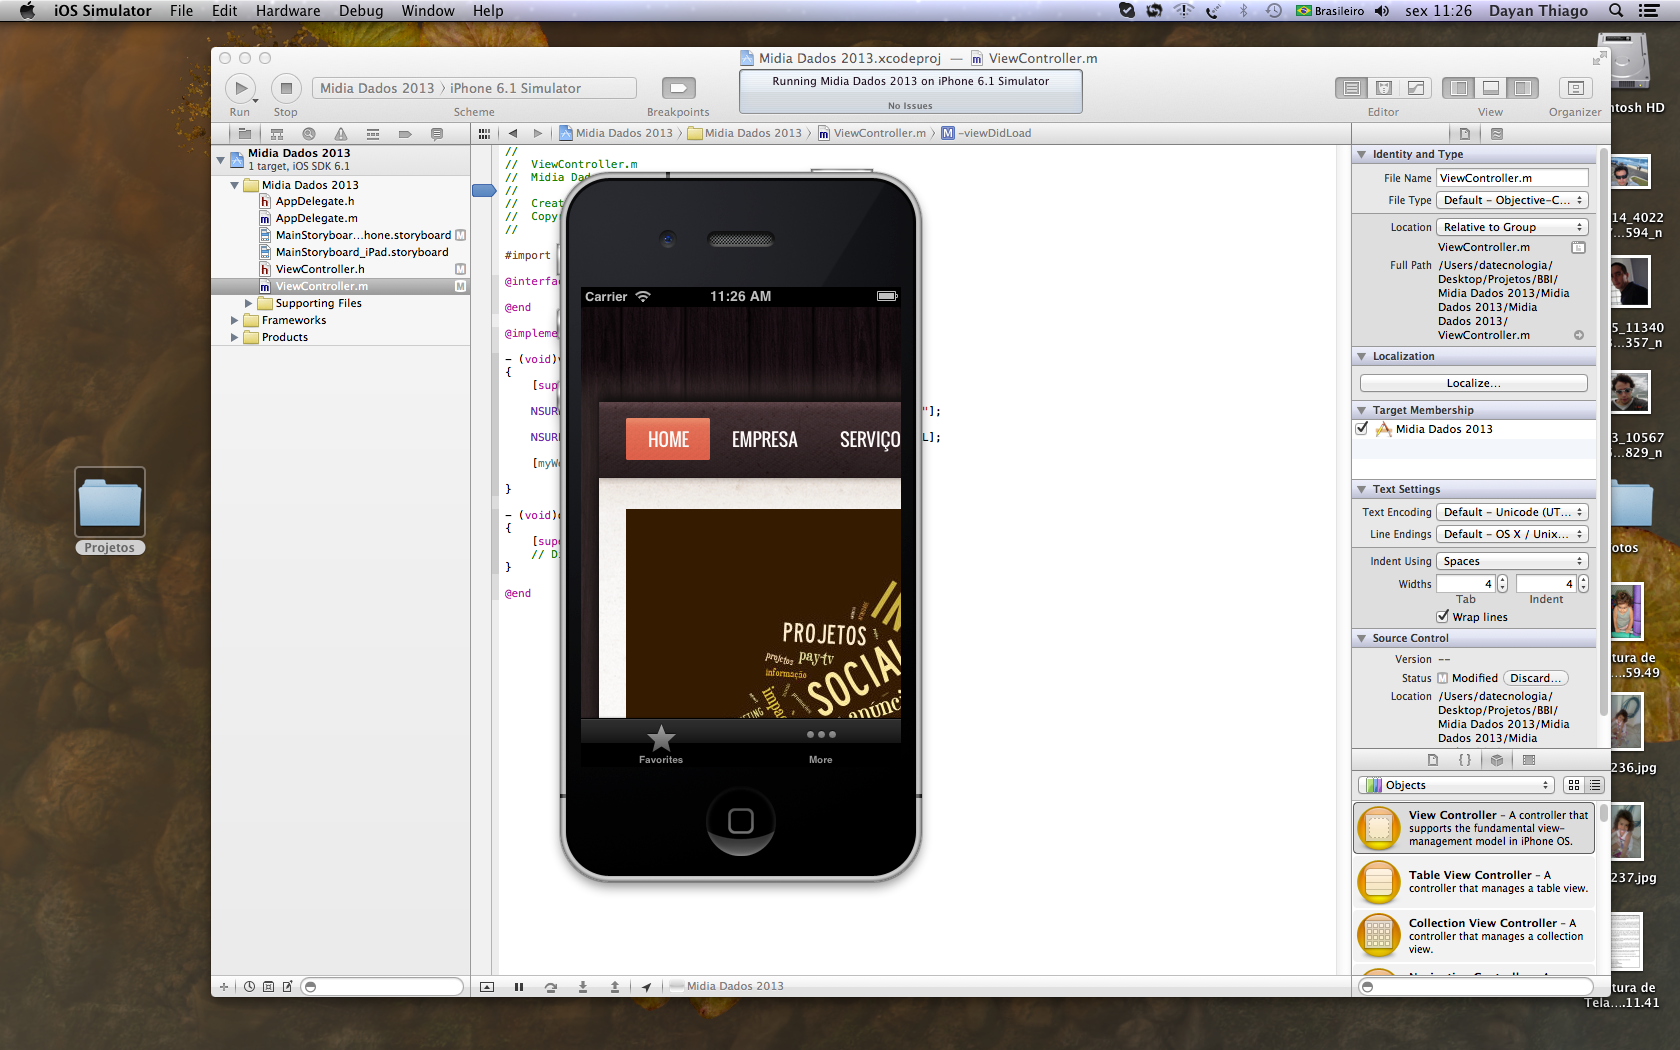 iOS Simulator File Edit Hardware Debug Window Help
Brasileiro sex 11:26 Dayan Thiago
Midia Dados 2013.xcodeproj — ViewController.m
Midia Dados 2013 〉 iPhone 6.1 Simulator
Running Midia Dados 2013 on iPhone 6.1 Simulator
No Issues
Run Stop Scheme Breakpoints Editor View Organizer
Midia Dados 2013 〉 Midia Dados 2013 〉 ViewController.m 〉 M -viewDidLoad
Midia Dados 2013
1 target, iOS SDK 6.1
Midia Dados 2013
h AppDelegate.h
m AppDelegate.m
MainStoryboar...hone.storyboard M
MainStoryboard_iPad.storyboard
h ViewController.h M
m ViewController.m M
Supporting Files
Frameworks
Products
//
// ViewController.m
// Midia Dad
//
// Creat
// Copy
//
#import
@interfac
@end
@impleme
- (void)v
{
[sup
NSUR "];
NSUR L];
[myWe
}
- (void)d
{
[supe
// D
}
@end
Carrier 11:26 AM
HOME EMPRESA SERVIÇO
PROJETOS
projetos pay-tv
informação
SOCIAL
impac
anúnci
Favorites More
Identity and Type
File Name ViewController.m
File Type Default - Objective-C...
Location Relative to Group
ViewController.m
Full Path /Users/datecnologia/
Desktop/Projetos/BBI/
Midia Dados 2013/Midia
Dados 2013/Midia
Dados 2013/
ViewController.m
Localization
Localize...
Target Membership
Midia Dados 2013
Text Settings
Text Encoding Default - Unicode (UT...
Line Endings Default - OS X / Unix...
Indent Using Spaces
Widths 4 4
Tab Indent
Wrap lines
Source Control
Version --
Status M Modified Discard...
Location /Users/datecnologia/
Desktop/Projetos/BBI/
Midia Dados 2013/Midia
Dados 2013/Midia
{ }
Objects
View Controller - A controller that
supports the fundamental view-
management model in iPhone OS.
Table View Controller - A
controller that manages a table view.
Collection View Controller - A
controller that manages a collection
view.
Midia Dados 2013
Projetos
ntosh HD
14_4022
...594_n
5_11340
...357_n
3_10567
...829_n
otos
tura de
...59.49
236.jpg
237.jpg
tura de
Tela....11.41